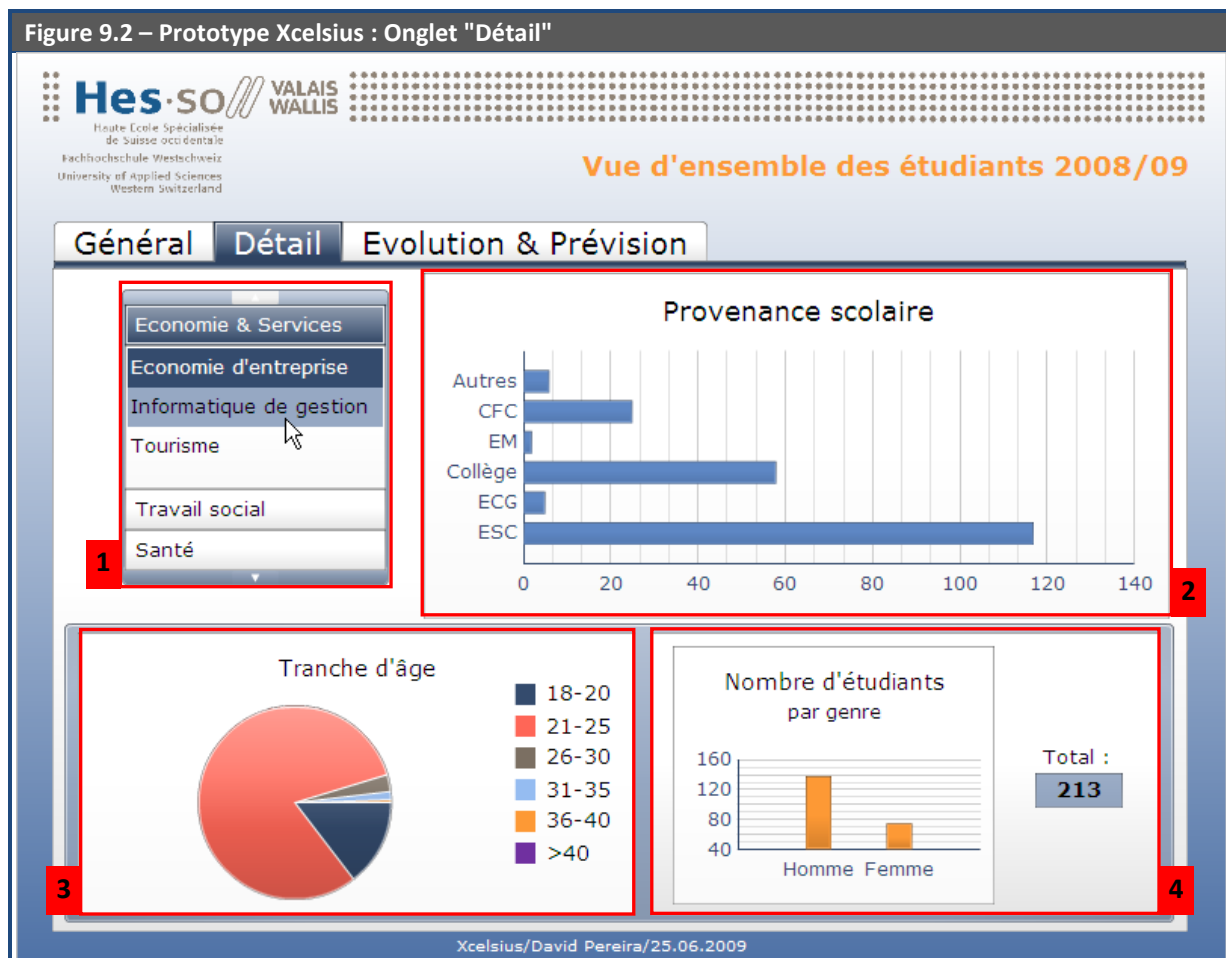 Figure 9.2 – Prototype Xcelsius : Onglet "Détail"
Hes·so VALAIS
WALLIS
Haute Ecole Spécialisée
de Suisse occidentale
Fachhochschule Westschweiz
University of Applied Sciences
Western Switzerland
Vue d'ensemble des étudiants 2008/09
Général Détail Evolution & Prévision
Economie & Services
Economie d'entreprise
Informatique de gestion
Tourisme
Travail social
Santé
1
Provenance scolaire
Autres
CFC
EM
Collège
ECG
ESC
0 20 40 60 80 100 120 140
2
Tranche d'âge
18-20
21-25
26-30
31-35
36-40
>40
3
Nombre d'étudiants
par genre
160
120
80
40
Homme Femme
Total :
213
4
Xcelsius/David Pereira/25.06.2009